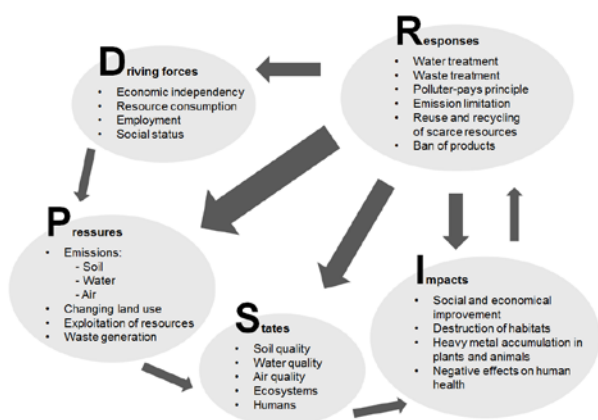 Driving forces
• Economic independency
• Resource consumption
• Employment
• Social status
Responses
• Water treatment
• Waste treatment
• Polluter-pays principle
• Emission limitation
• Reuse and recycling
of scarce resources
• Ban of products
Pressures
• Emissions:
- Soil
- Water
- Air
• Changing land use
• Exploitation of resources
• Waste generation
States
• Soil quality
• Water quality
• Air quality
• Ecosystems
• Humans
Impacts
• Social and economical
improvement
• Destruction of habitats
• Heavy metal accumulation in
plants and animals
• Negative effects on human
health